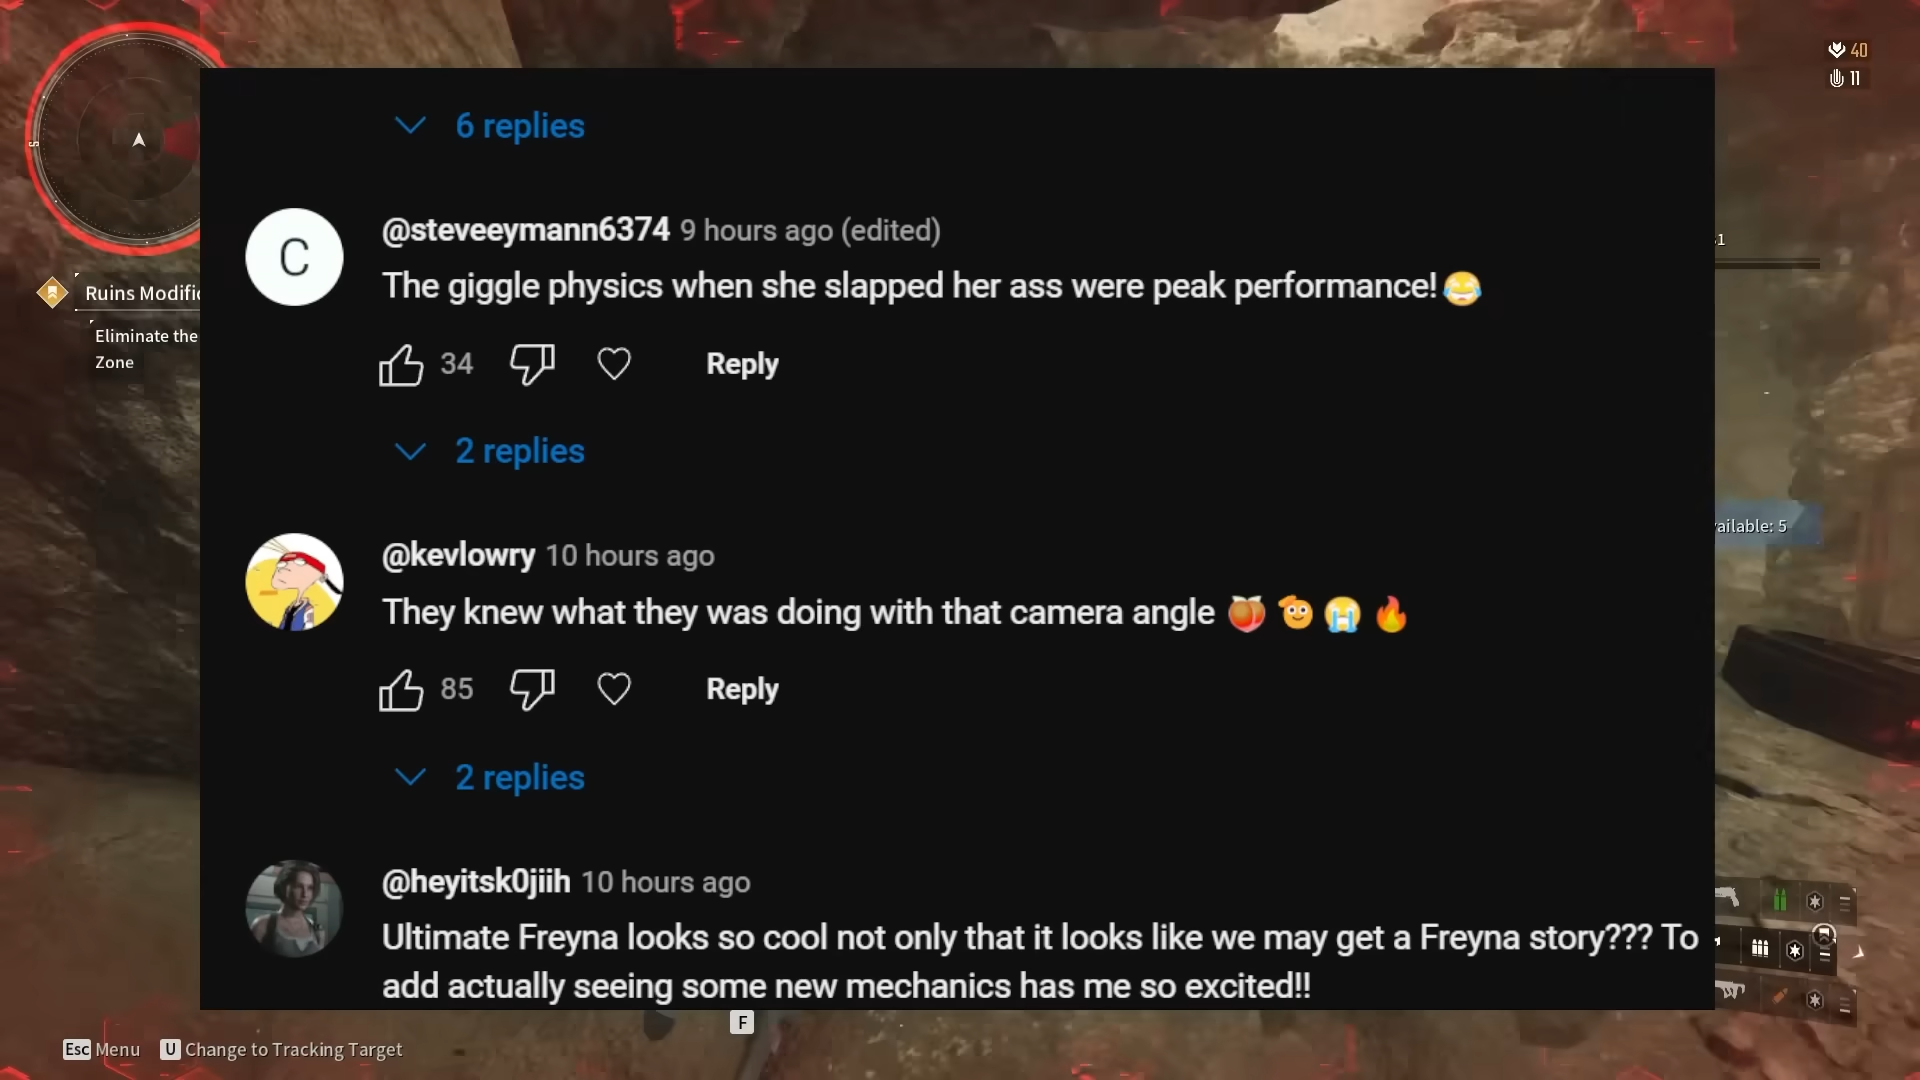 40
11
6 replies
C
@steveeymann6374 9 hours ago (edited)
The giggle physics when she slapped her ass were peak performance!😂
34 Reply
2 replies
Ruins Modific
Eliminate the
Zone
@kevlowry 10 hours ago
They knew what they was doing with that camera angle 🍑 🫡 😭 🔥
ailable: 5
85 Reply
2 replies
@heyitsk0jiih 10 hours ago
Ultimate Freyna looks so cool not only that it looks like we may get a Freyna story??? To
add actually seeing some new mechanics has me so excited!!
F
Esc Menu U Change to Tracking Target